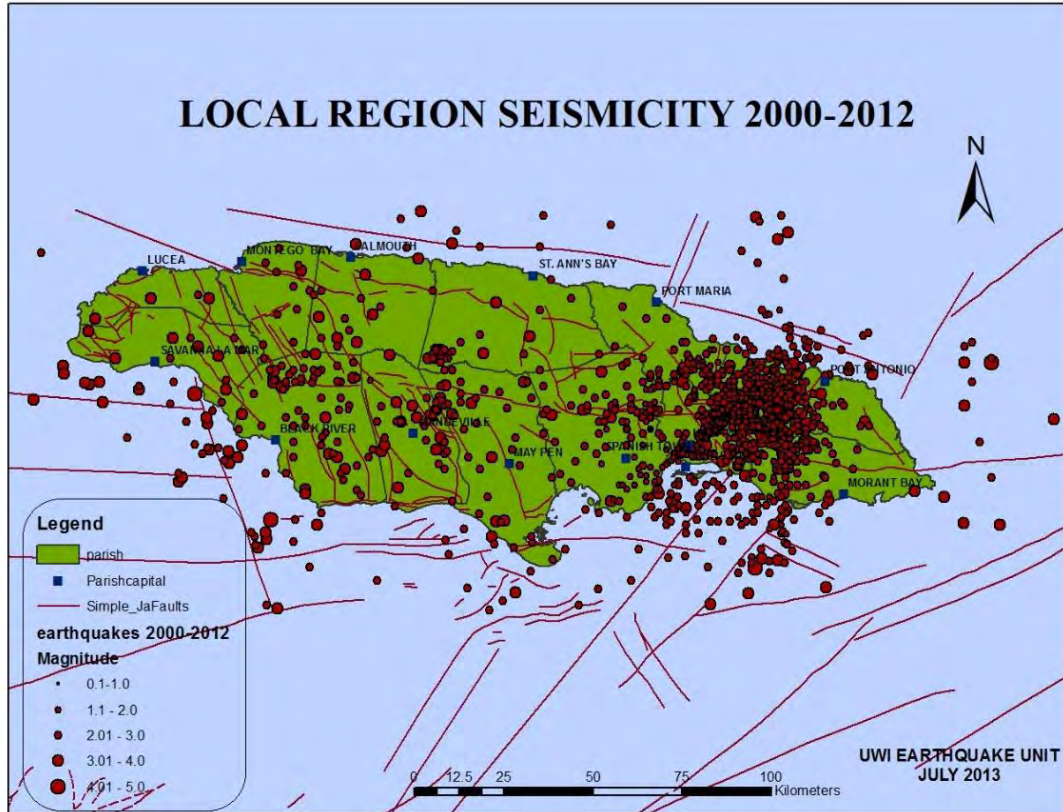 LOCAL REGION SEISMICITY 2000-2012
N
MONTEGO BAY
ALMOUTH
LUCEA
ST. ANN'S BAY
PORT MARIA
SAVANNA LA MAR
PORT ANTONIO
BLACK RIVER
MANDEVILLE
MAY PEN
SPANISH TOW
MORANT BAY
Legend
parish
Parishcapital
Simple_JaFaults
earthquakes 2000-2012
Magnitude
0.1-1.0
1.1 - 2.0
2.01 - 3.0
3.01 - 4.0
4.01 - 5.0
0 12.5 25 50 75 100
Kilometers
UWI EARTHQUAKE UNIT
JULY 2013